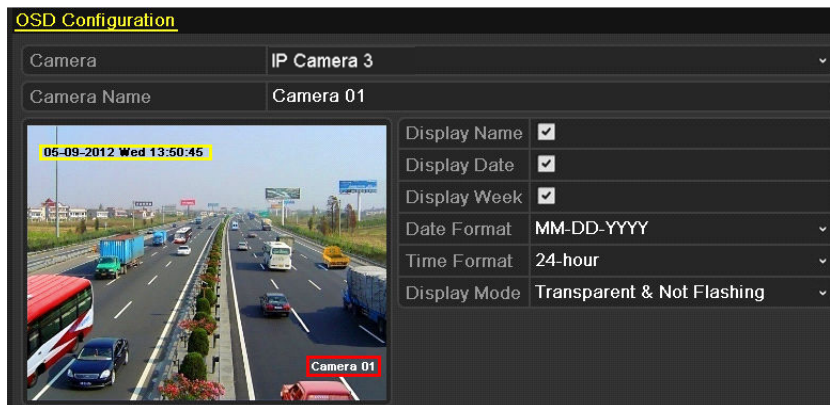 OSD Configuration
Camera IP Camera 3
Camera Name Camera 01
05-09-2012 Wed 13:50:45
Camera 01
Display Name
Display Date
Display Week
Date Format MM-DD-YYYY
Time Format 24-hour
Display Mode Transparent & Not Flashing